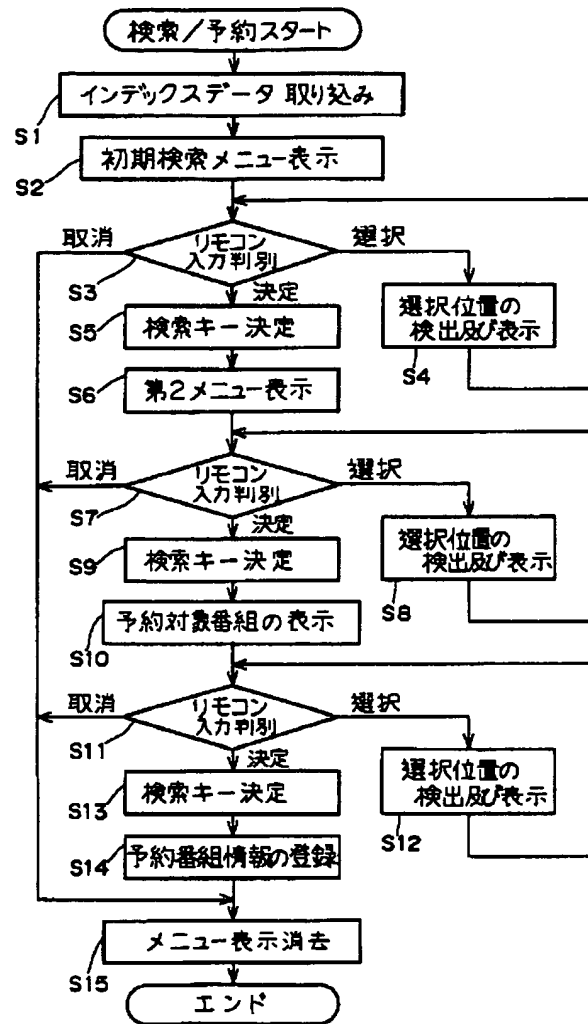 検索/予約スタート
インデックスデータ 取り込み
S1
初期検索メニュー表示
S2
取消
リモコン
入力判別
選択
S3
決定
検索キー決定
S5
選択位置の
検出及び表示
S4
第2メニュー表示
S6
取消
リモコン
入力判別
選択
S7
決定
検索キー決定
S9
選択位置の
検出及び表示
S8
予約対象番組の表示
S10
取消
リモコン
入力判別
選択
S11
決定
検索キー決定
S13
選択位置の
検出及び表示
S12
予約番組情報の登録
S14
メニュー表示消去
S15
エンド